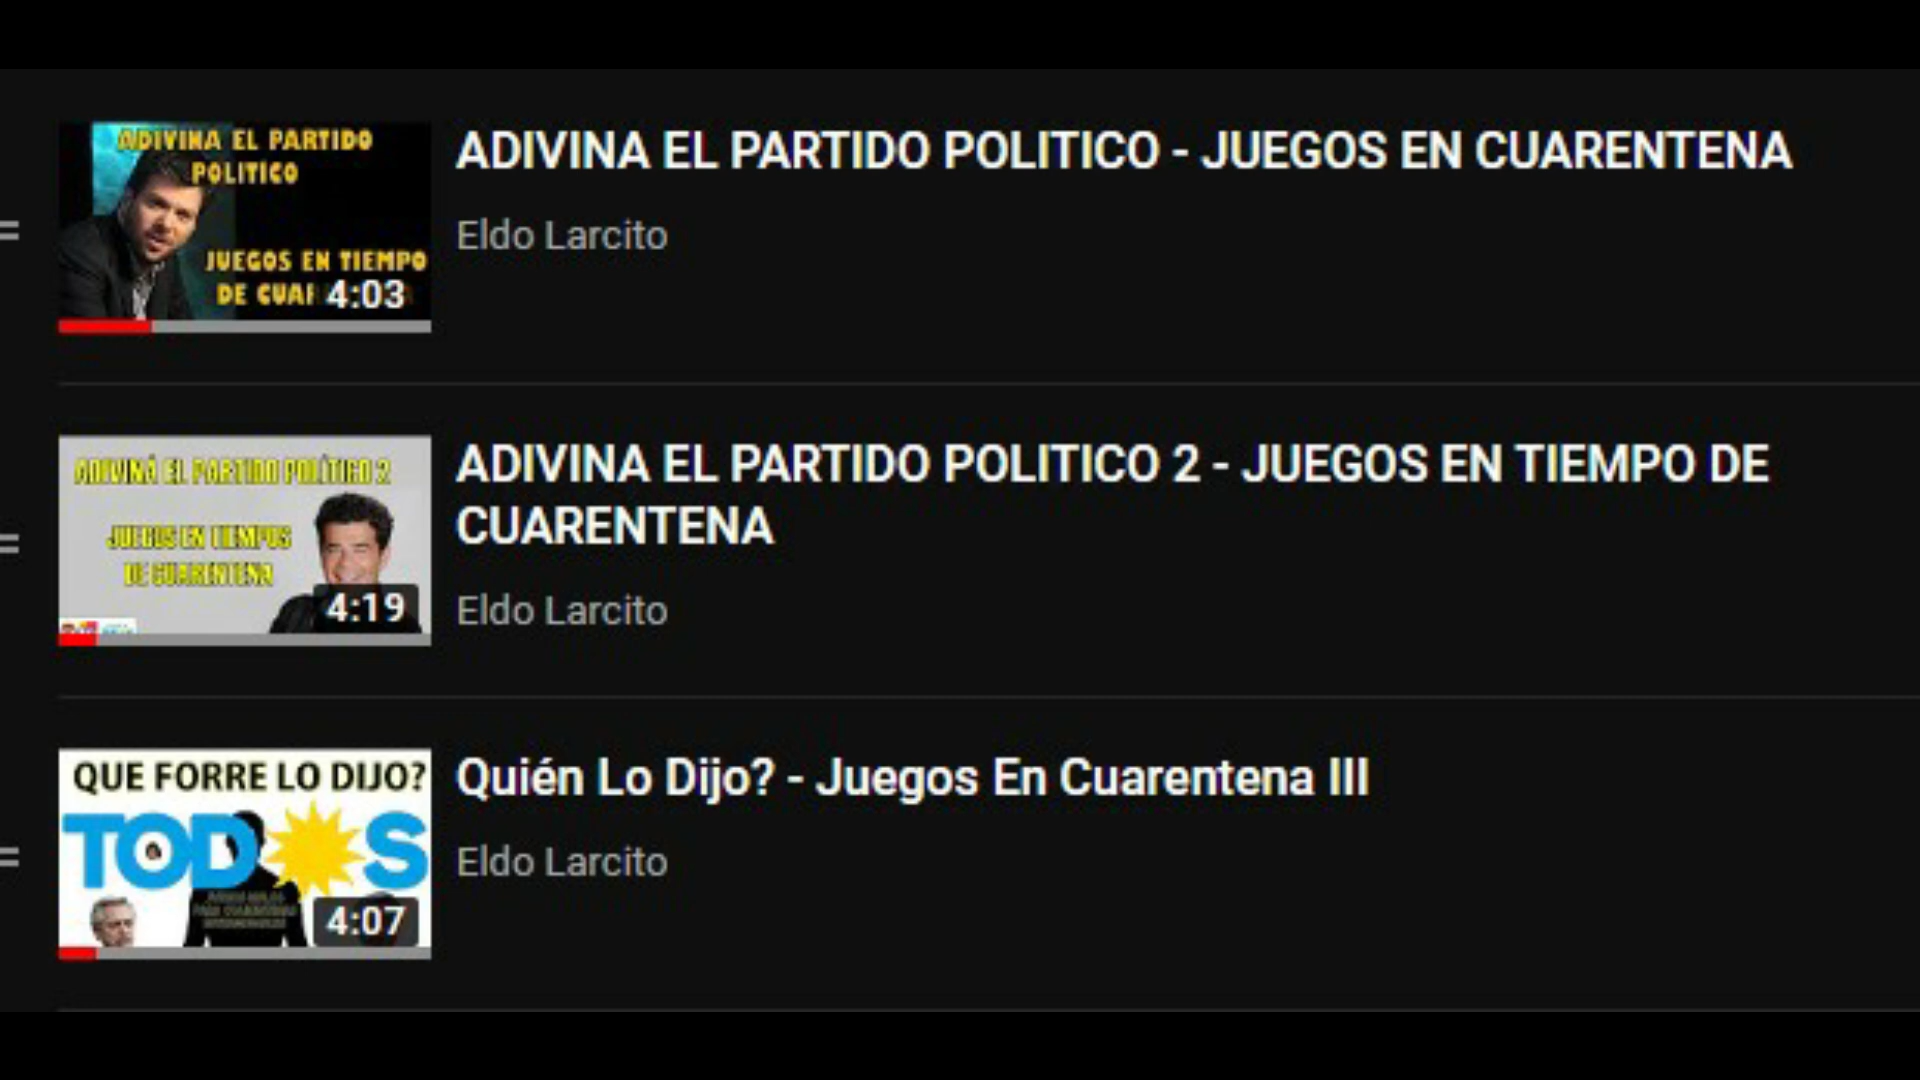 ADIVINA EL PARTIDO
POLITICO
JUEGOS EN TIEMPO
DE CUAR
4:03
ADIVINA EL PARTIDO POLITICO - JUEGOS EN CUARENTENA
Eldo Larcito
ADIVINÁ EL PARTIDO POLÍTICO 2
JUEGOS EN TIEMPOS
DE CUARENTENA
4:19
ADIVINA EL PARTIDO POLITICO 2 - JUEGOS EN TIEMPO DE
CUARENTENA
Eldo Larcito
QUE FORRE LO DIJO?
TODOS
4:07
Quién Lo Dijo? - Juegos En Cuarentena III
Eldo Larcito